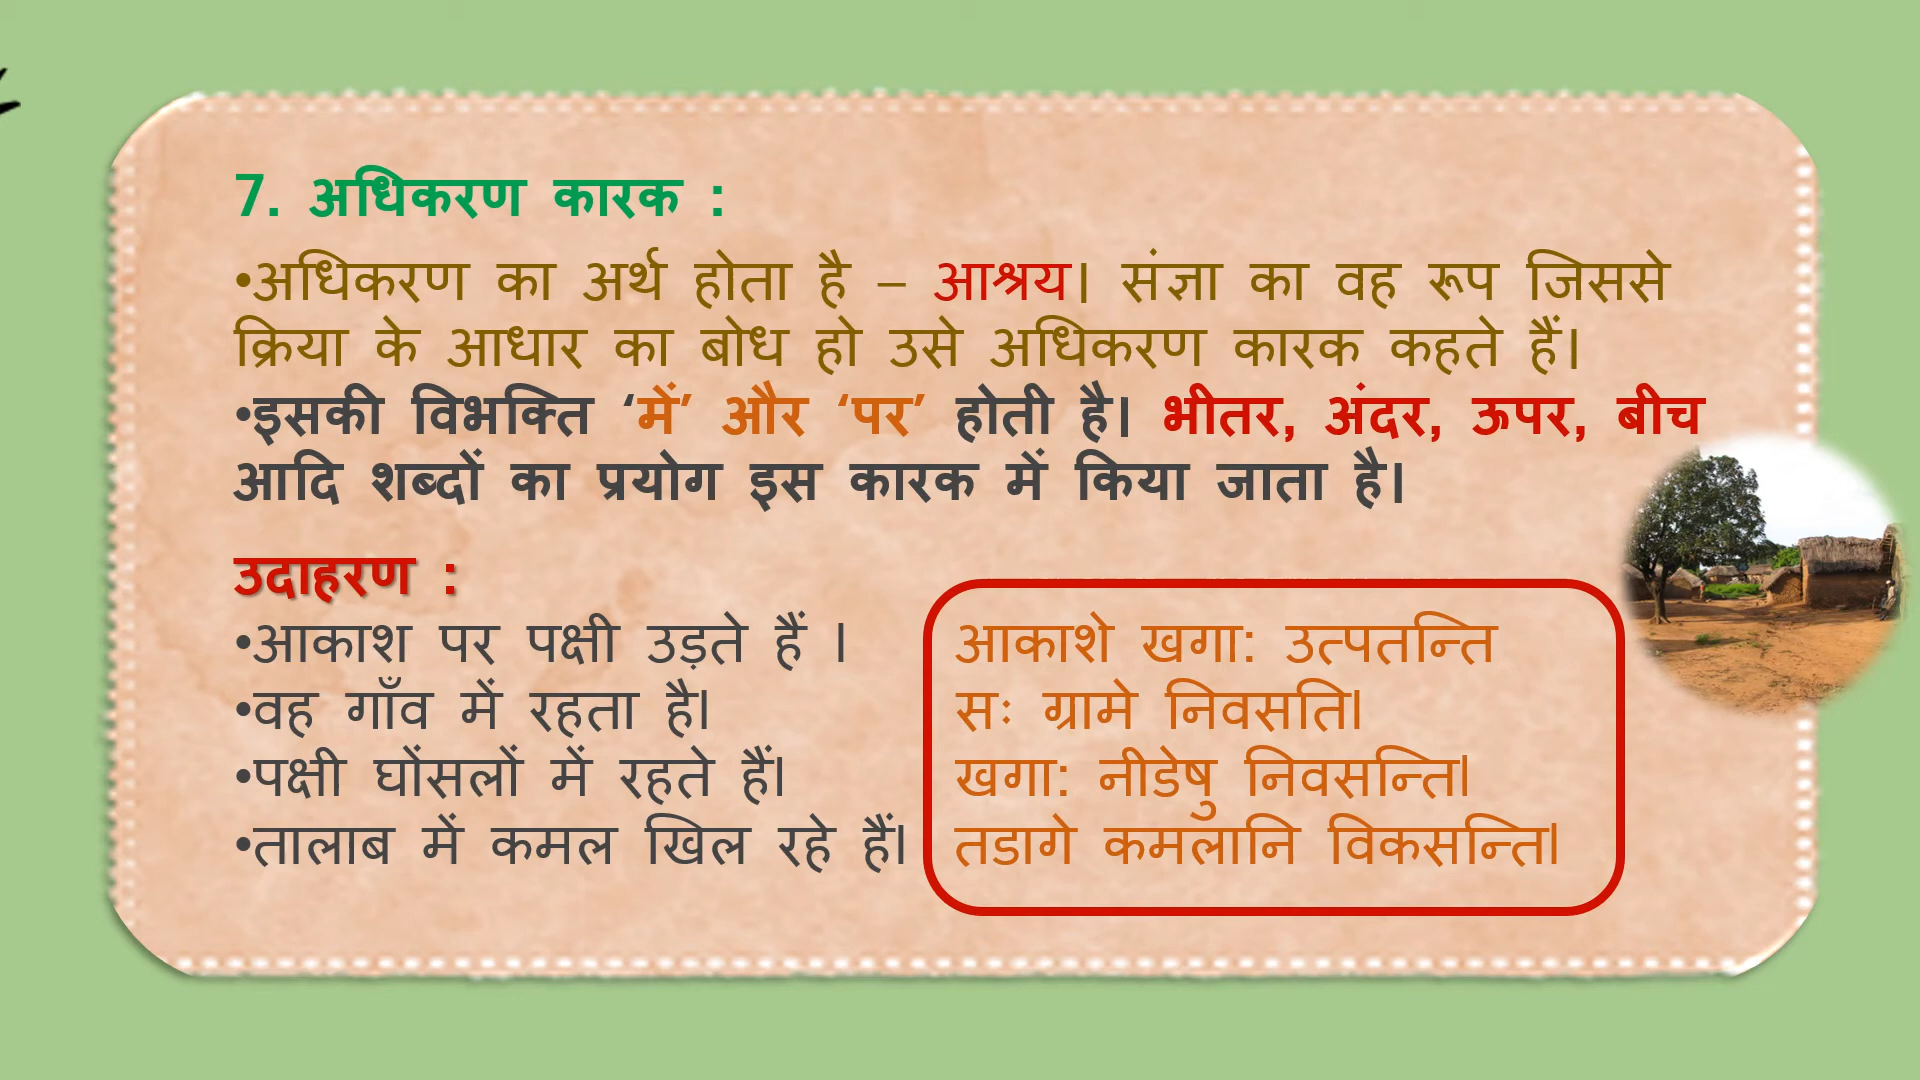 7. अधिकरण कारक :
•अधिकरण का अर्थ होता है – आश्रय। संज्ञा का वह रूप जिससे
क्रिया के आधार का बोध हो उसे अधिकरण कारक कहते हैं।
•इसकी विभक्ति ‘में’ और ‘पर’ होती है। भीतर, अंदर, ऊपर, बीच
आदि शब्दों का प्रयोग इस कारक में किया जाता है।
उदाहरण :
•आकाश पर पक्षी उड़ते हैं । आकाशे खगा: उत्पतन्ति
•वह गाँव में रहता है। सः ग्रामे निवसति।
•पक्षी घोंसलों में रहते हैं। खगा: नीडेषु निवसन्ति।
•तालाब में कमल खिल रहे हैं। तडागे कमलानि विकसन्ति।